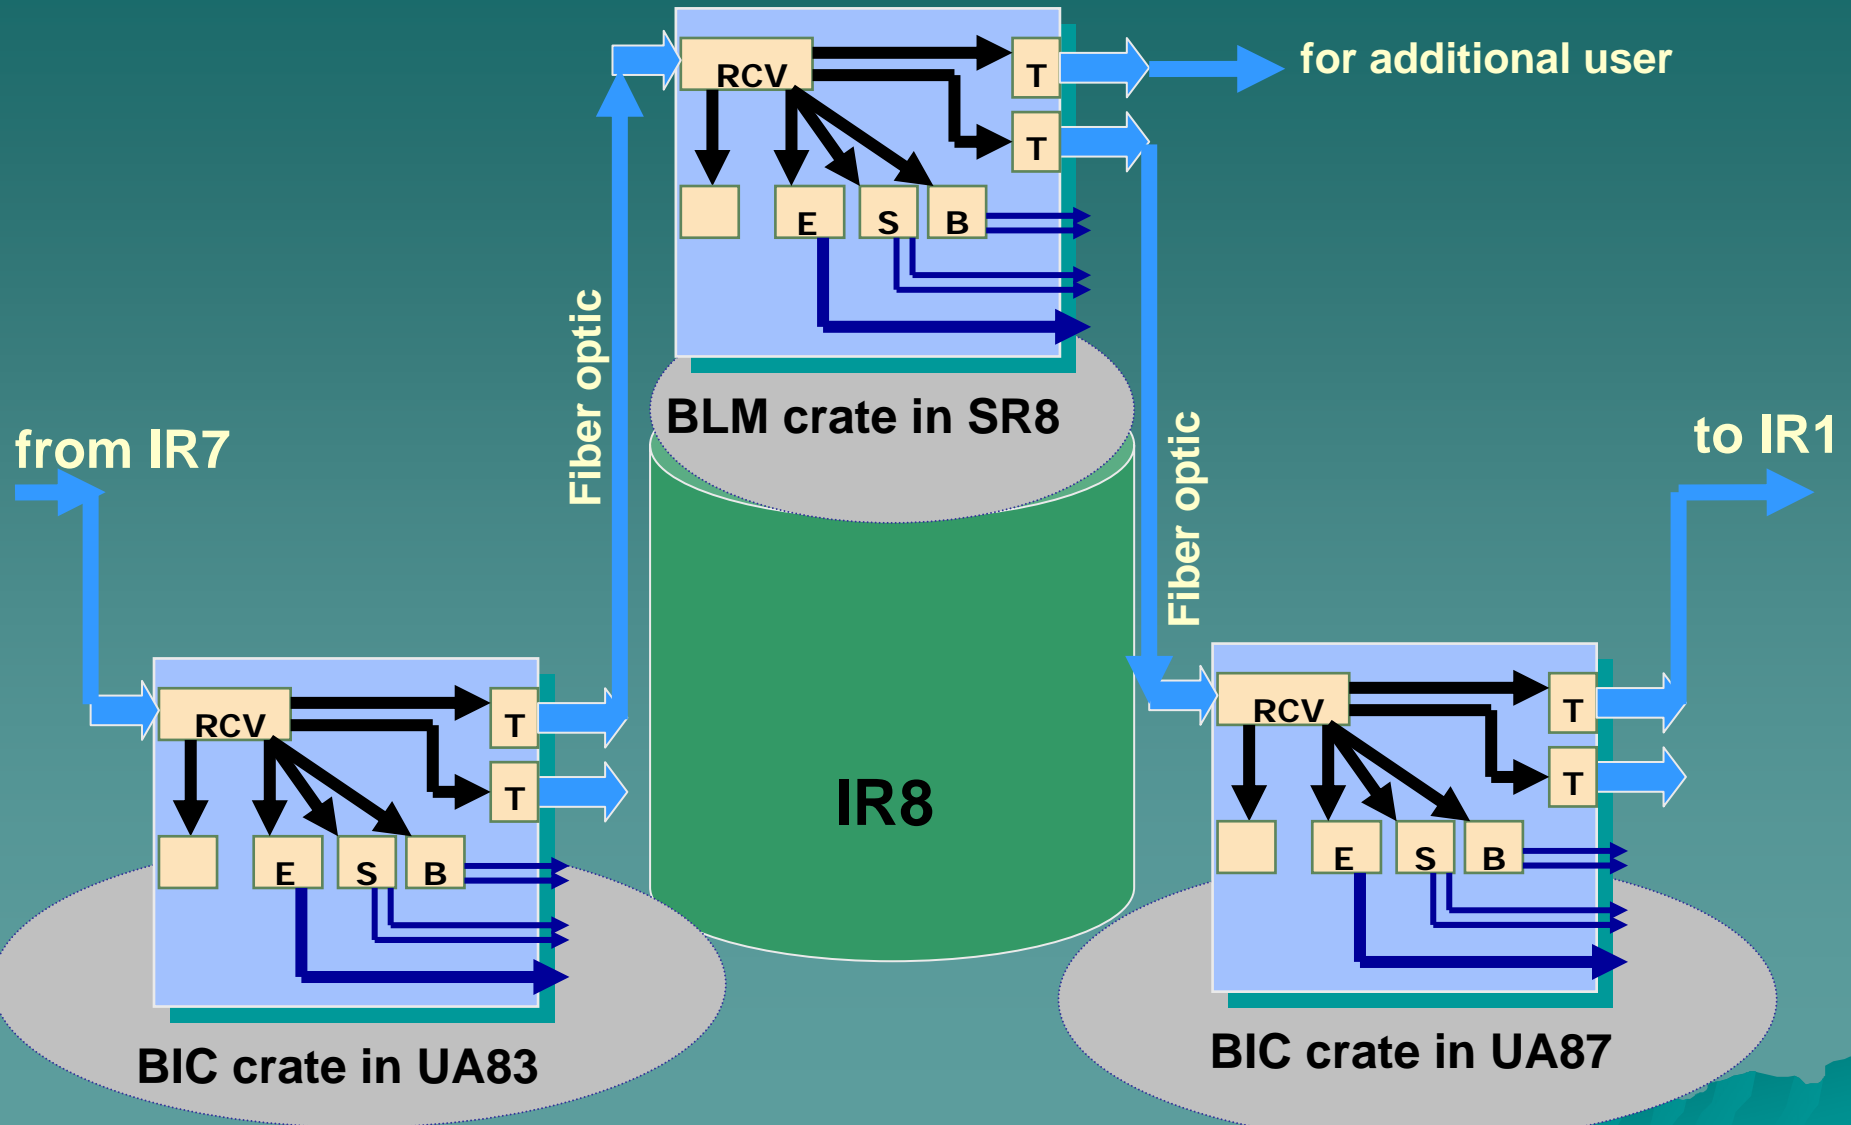 for additional user
RCV
T
T
E
S
B
Fiber optic
BLM crate in SR8
from IR7
Fiber optic
to IR1
RCV
T
T
E
S
B
IR8
RCV
T
T
E
S
B
BIC crate in UA83
BIC crate in UA87